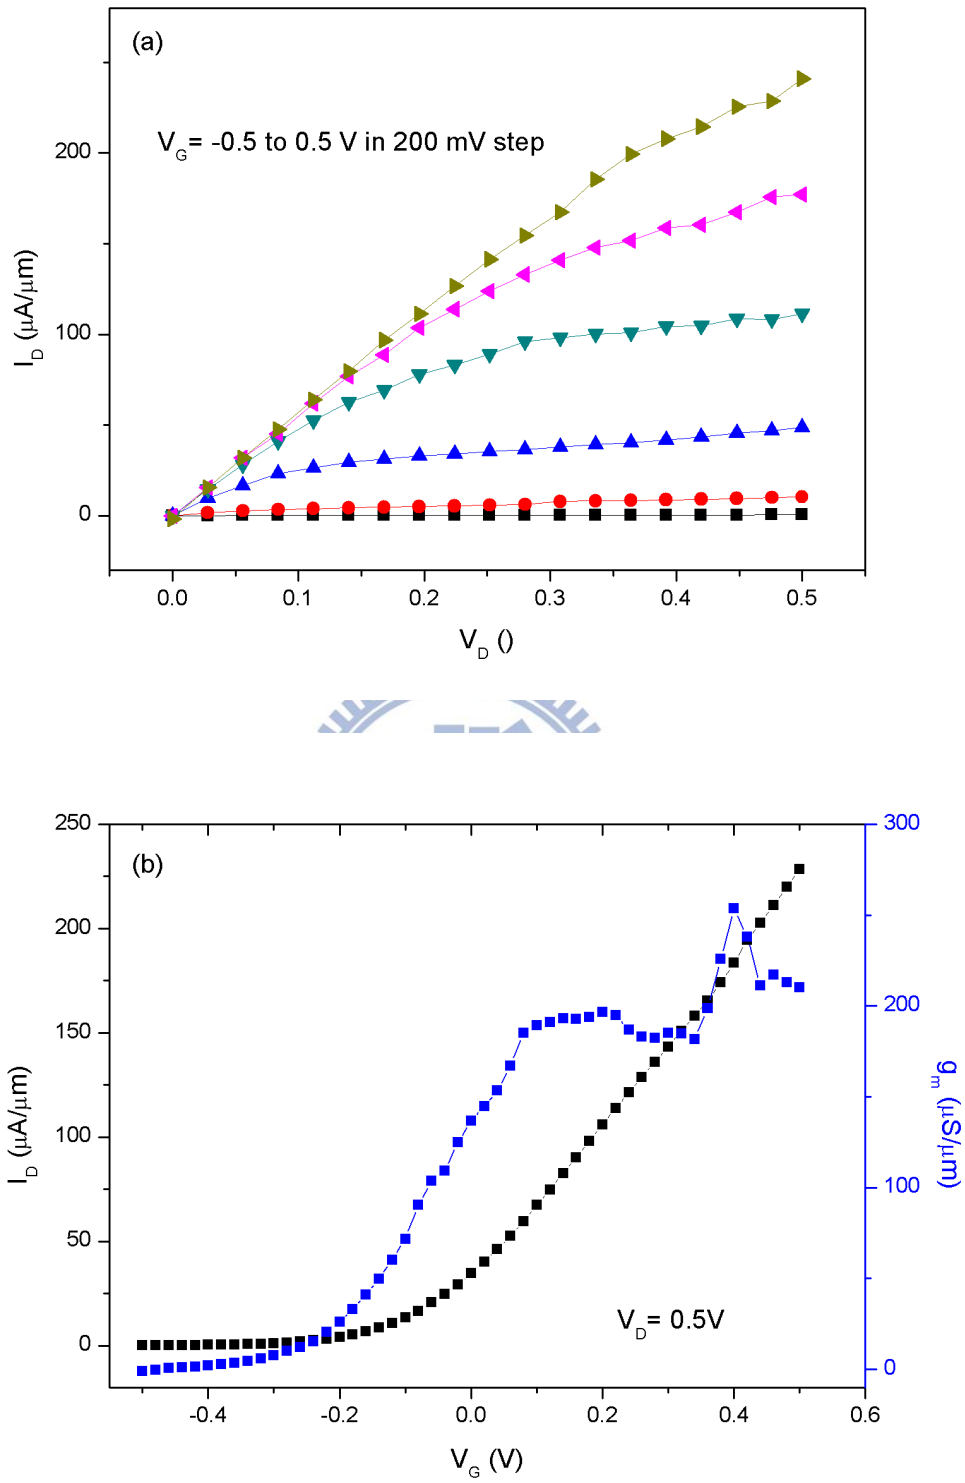 (a)
V_G= -0.5 to 0.5 V in 200 mV step
200
100
0
I_D (μA/μm)
0.0 0.1 0.2 0.3 0.4 0.5
V_D ()
250
200
150
100
50
0
I_D (μA/μm)
(b)
300
200
100
0
g_m (μS/μm)
V_D= 0.5V
-0.4 -0.2 0.0 0.2 0.4 0.6
V_G (V)